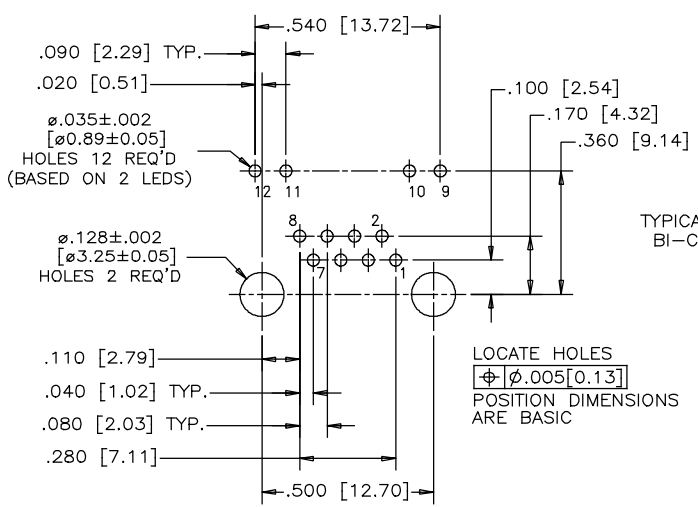 .540 [13.72]
.090 [2.29] TYP.
.020 [0.51]
.100 [2.54]
.170 [4.32]
.360 [9.14]
ø.035±.002
[ø0.89±0.05]
HOLES 12 REQ'D
(BASED ON 2 LEDS)
12 11 10 9
8 2
7 1
TYPICA
BI-C
ø.128±.002
[ø3.25±0.05]
HOLES 2 REQ'D
.110 [2.79]
.040 [1.02] TYP.
.080 [2.03] TYP.
.280 [7.11]
.500 [12.70]
LOCATE HOLES
⌖ Ø.005[0.13]
POSITION DIMENSIONS
ARE BASIC